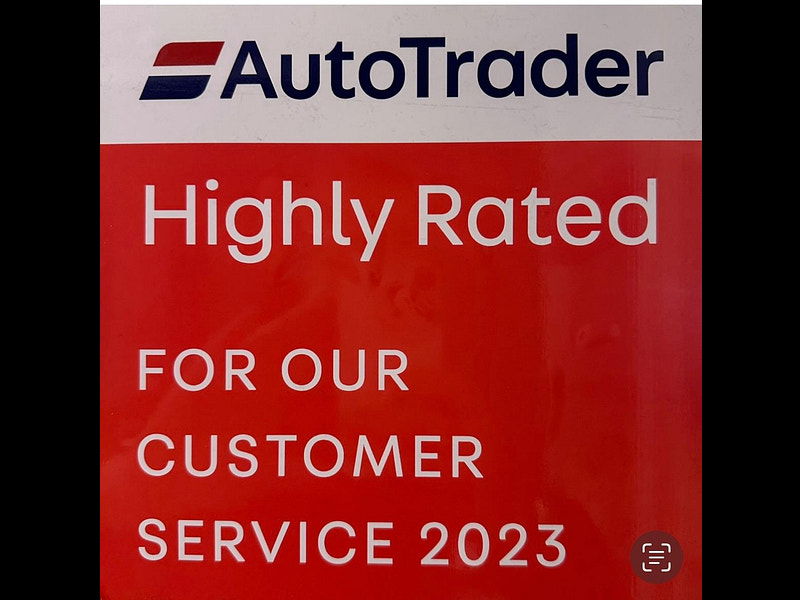 AutoTrader
Highly Rated
FOR OUR
CUSTOMER
SERVICE 2023